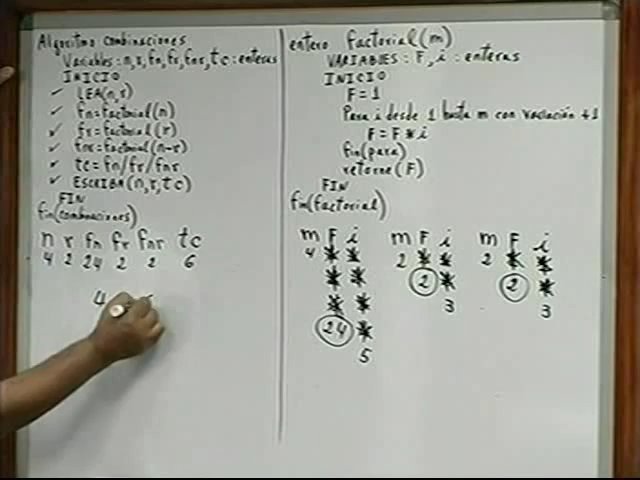 Algoritmo combinaciones
Variables: n,r,fn,fr,fnr,tc: enteras
INICIO
✓ LEA(n,r)
✓ fn=factorial(n)
✓ fr=factorial(r)
✓ fnr=factorial(n-r)
✓ tc=fn/fr/fnr
✓ ESCRIBA(n,r,tc)
FIN
fin(combinaciones)
n r fn fr fnr tc
4 2 24 2 2 6
4
entero factorial(m)
VARIABLES: F,i: enteras
INICIO
F=1
Para i desde 1 hasta m con variación +1
F=F*i
fin(para)
retorne(F)
FIN
fin(factorial)
m F i
4
24
5
m F i
2
2
3
m F i
2
2
3